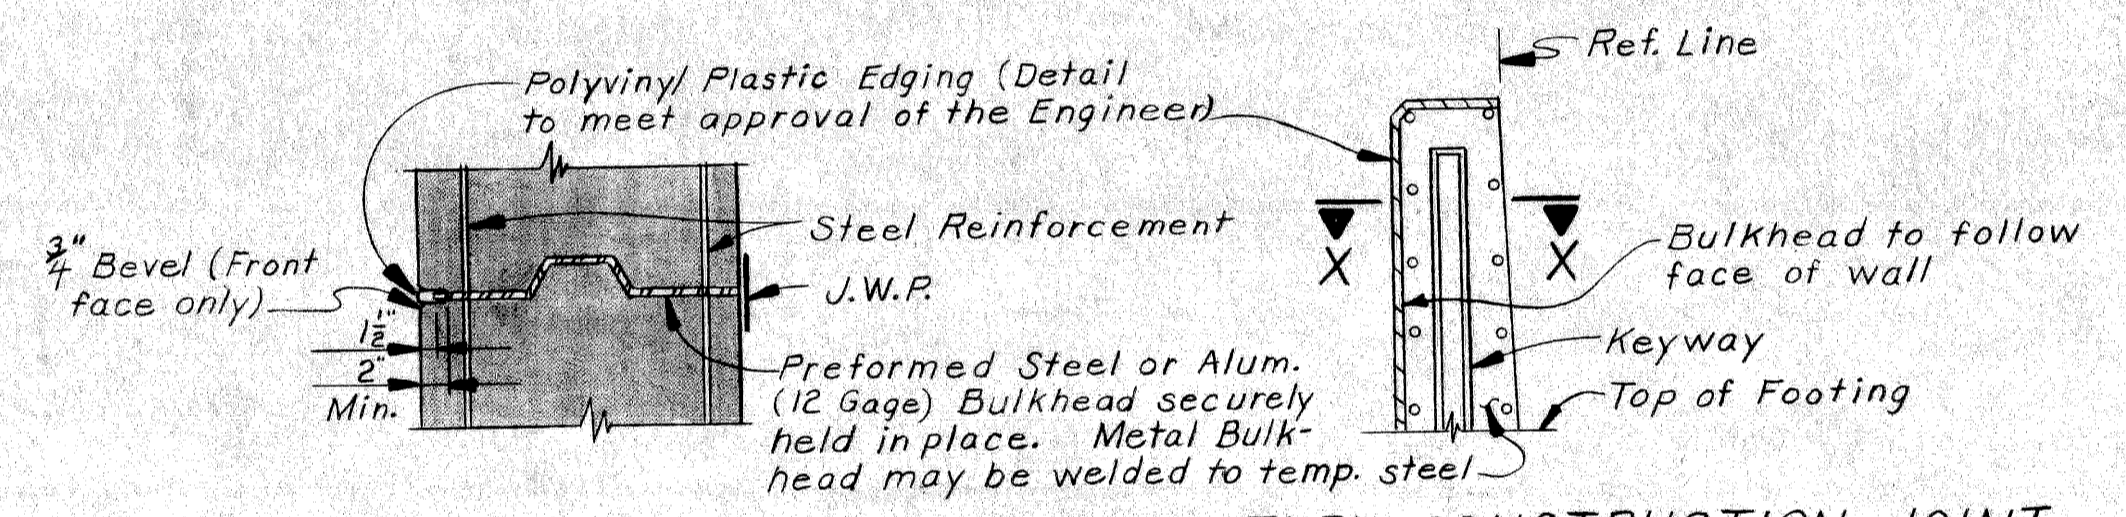 Ref. Line
Polyvinyl Plastic Edging (Detail
to meet approval of the Engineer)
Steel Reinforcement
3/4" Bevel (Front
face only)
J.W.P.
X
X
Bulkhead to follow
face of wall
1 1/2"
2"
Min.
Keyway
Preformed Steel or Alum.
(12 Gage) Bulkhead securely
held in place. Metal Bulk-
head may be welded to temp. steel
Top of Footing
CONSTRUCTION JOINT